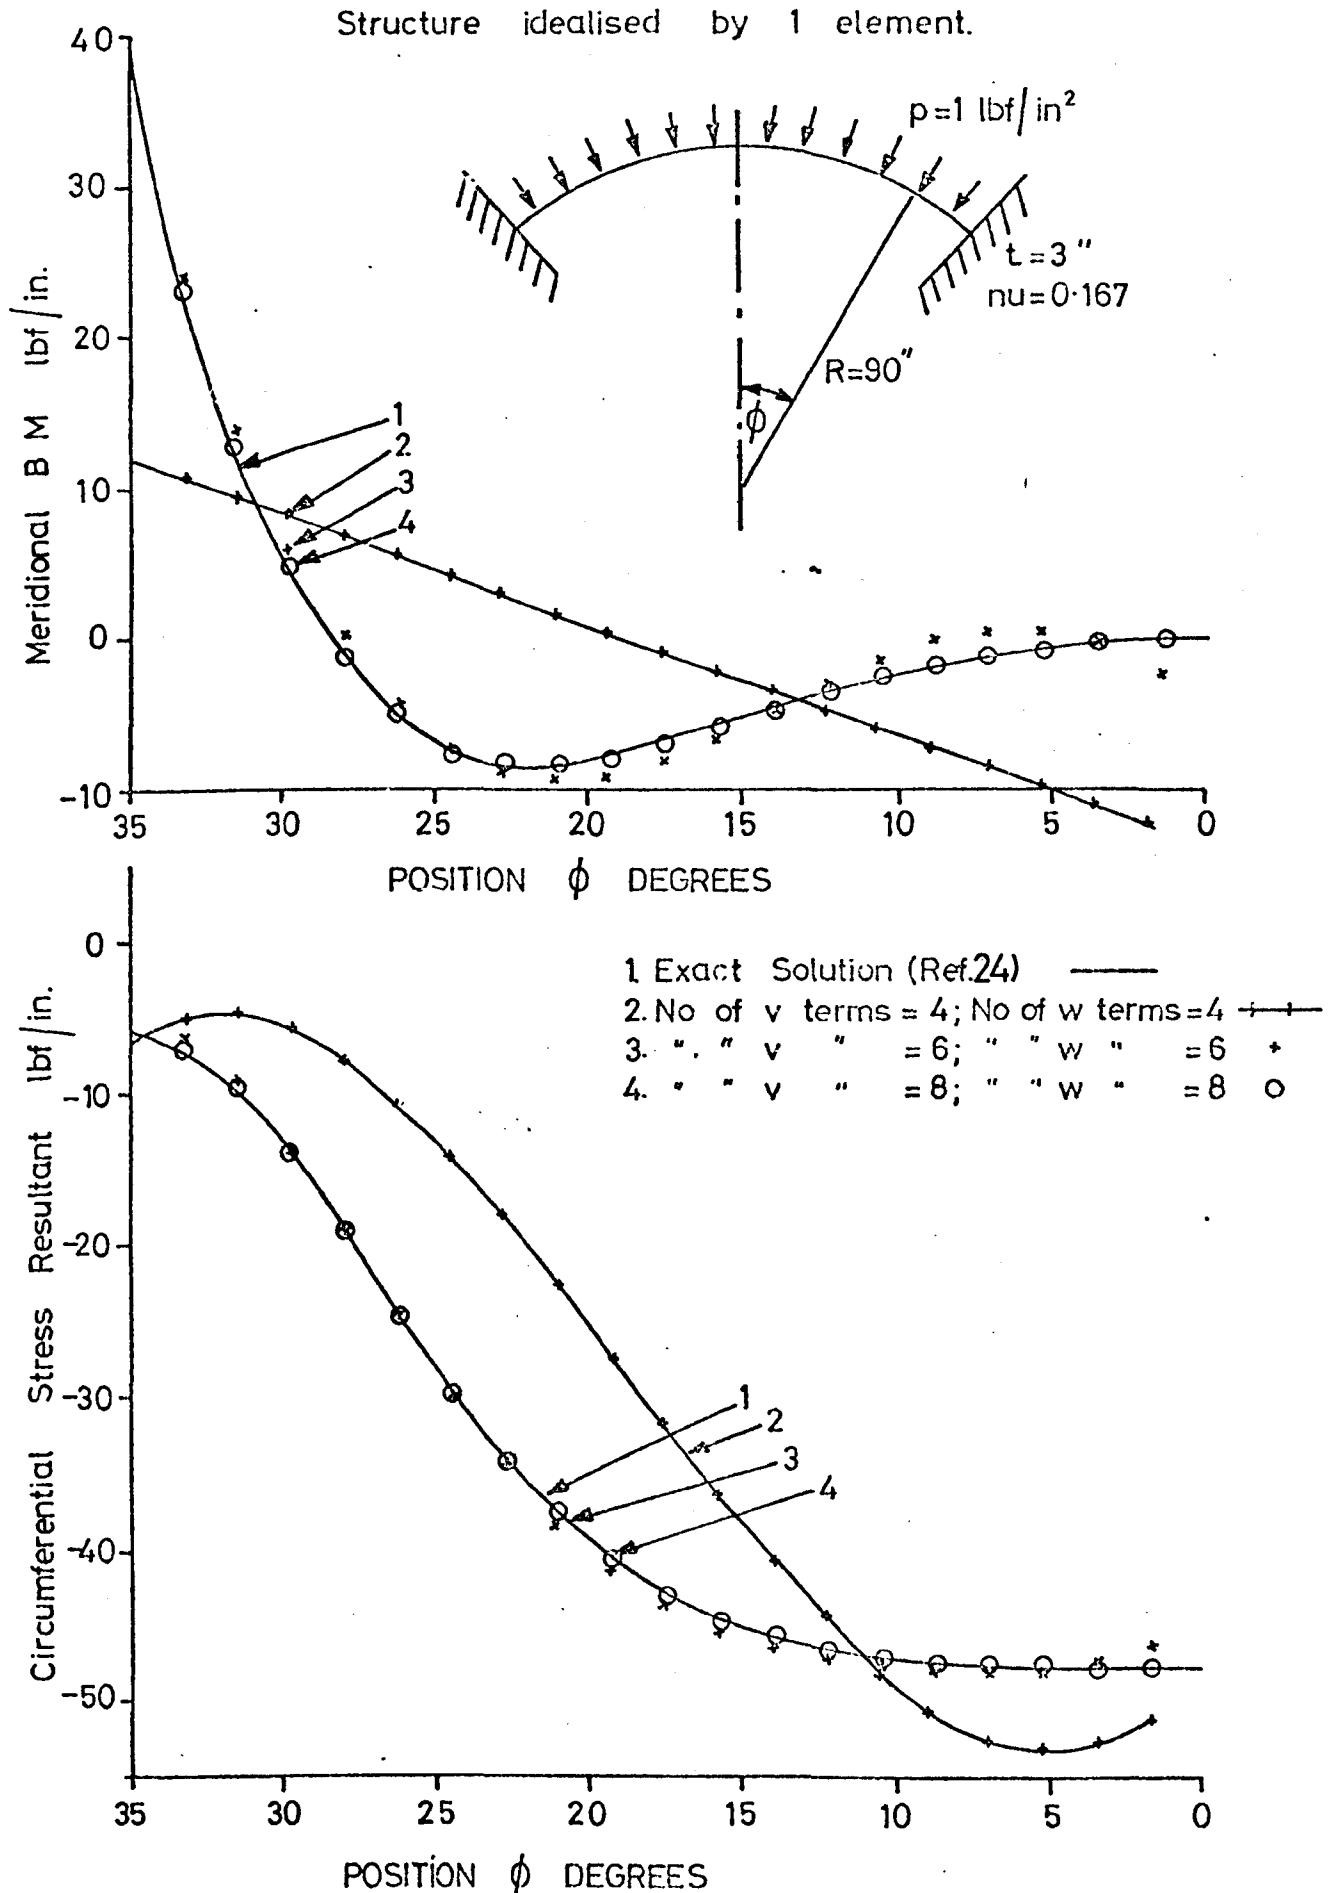 Structure idealised by 1 element.
40
30
20
10
0
-10
Meridional B M lbf/in.
p=1 lbf/in²
t=3"
nu=0·167
R=90"
ϕ
1
2
3
4
35 30 25 20 15 10 5 0
POSITION ϕ DEGREES
0
-10
-20
-30
-40
-50
Circumferential Stress Resultant lbf/in.
1. Exact Solution (Ref.24)
2. No of v terms = 4; No of w terms=4
3. " " v " =6; " " w " =6
4. " " v " =8; " " w " =8
1
2
3
4
35 30 25 20 15 10 5 0
POSITION ϕ DEGREES